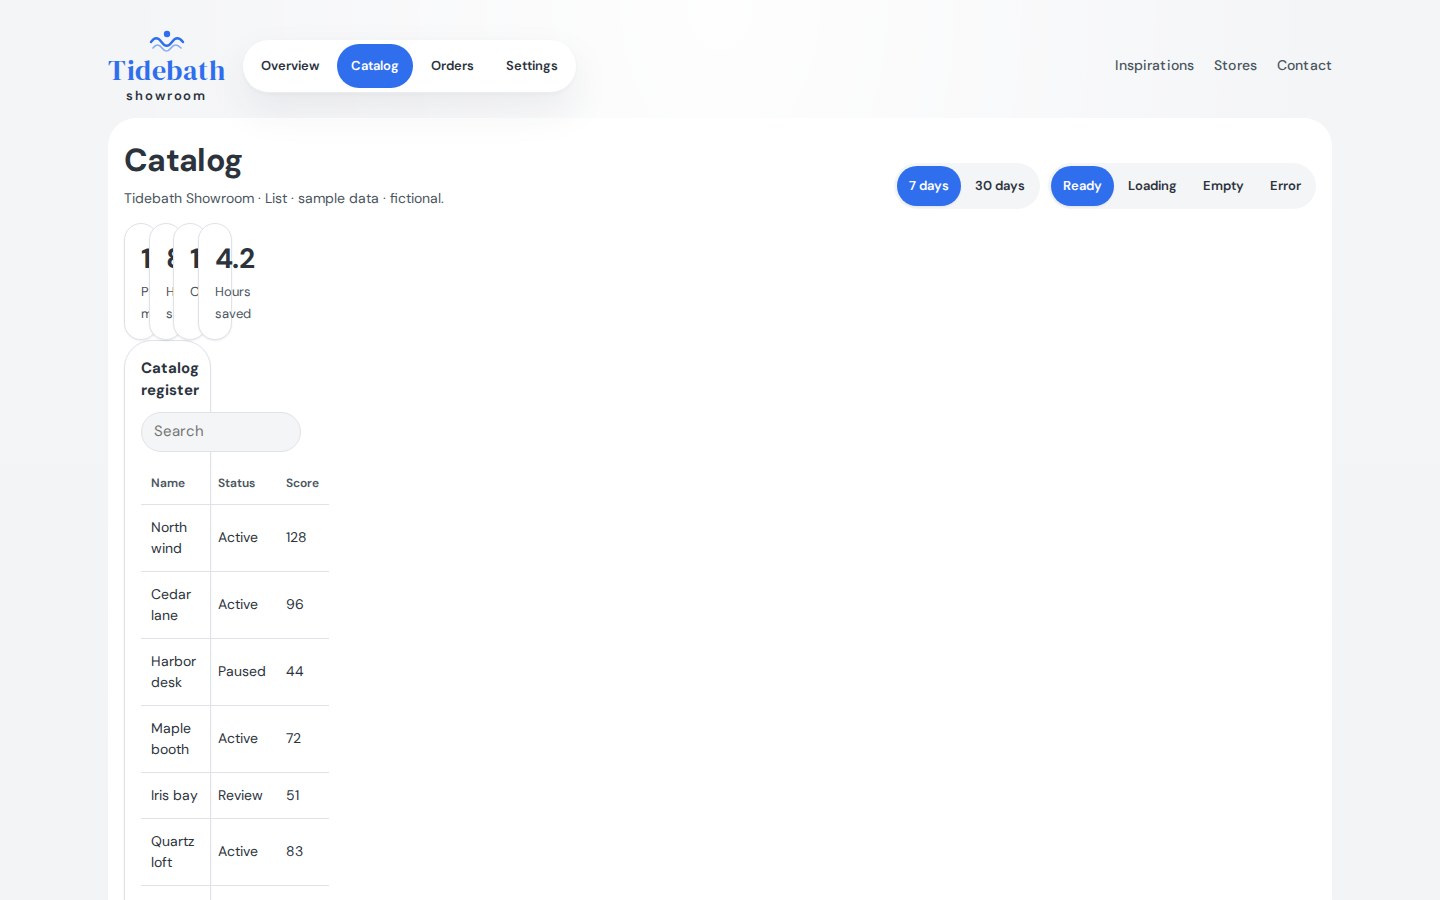 Tidebath
showroom
Overview
Catalog
Orders
Settings
Inspirations
Stores
Contact
Catalog
Tidebath Showroom · List · sample data · fictional.
7 days
30 days
Ready
Loading
Empty
Error
4.2
Hours
saved
Catalog
register
Search
Name Status Score
North
wind
Active 128
Cedar
lane
Active 96
Harbor
desk
Paused 44
Maple
booth
Active 72
Iris bay Review 51
Quartz
loft
Active 83